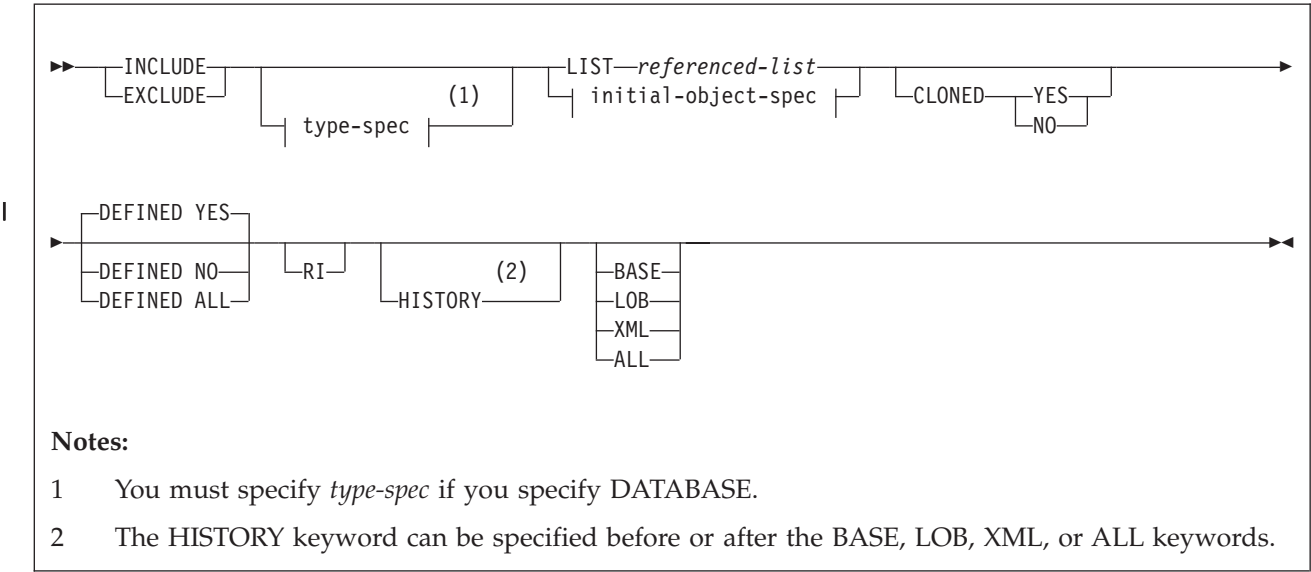 INCLUDE LIST referenced-list
EXCLUDE (1) initial-object-spec CLONED YES
type-spec NO
DEFINED YES
DEFINED NO RI (2) BASE
DEFINED ALL HISTORY LOB
XML
ALL
Notes:
1 You must specify type-spec if you specify DATABASE.
2 The HISTORY keyword can be specified before or after the BASE, LOB, XML, or ALL keywords.